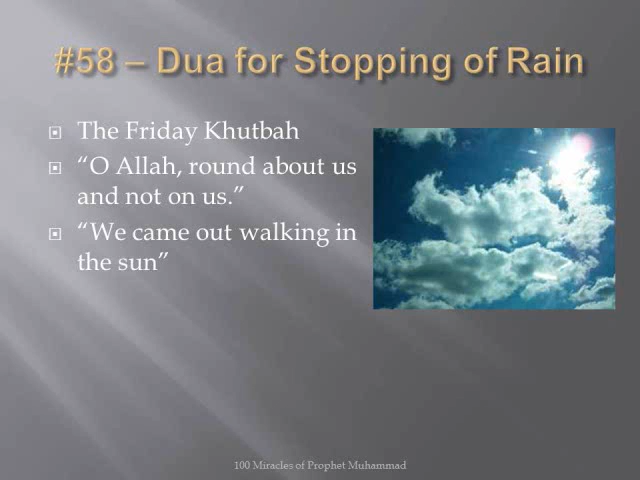 #58 – Dua for Stopping of Rain
The Friday Khutbah
“O Allah, round about us
and not on us.”
“We came out walking in
the sun”
100 Miracles of Prophet Muhammad